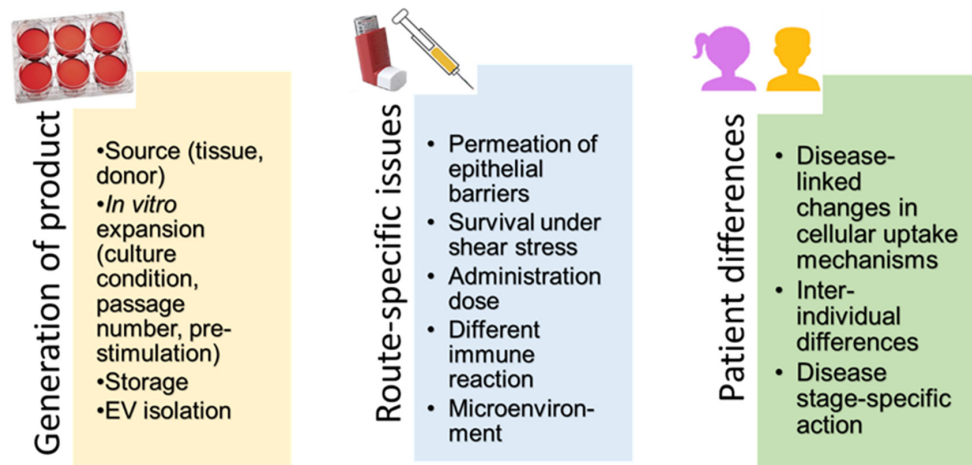 Generation of product
•Source (tissue,
donor)
•In vitro
expansion
(culture
condition,
passage
number, pre-
stimulation)
•Storage
•EV isolation
Route-specific issues
• Permeation of
epithelial
barriers
• Survival under
shear stress
• Administration
dose
• Different
immune
reaction
• Microenviron-
ment
Patient differences
• Disease-
linked
changes in
cellular uptake
mechanisms
• Inter-
individual
differences
• Disease
stage-specific
action